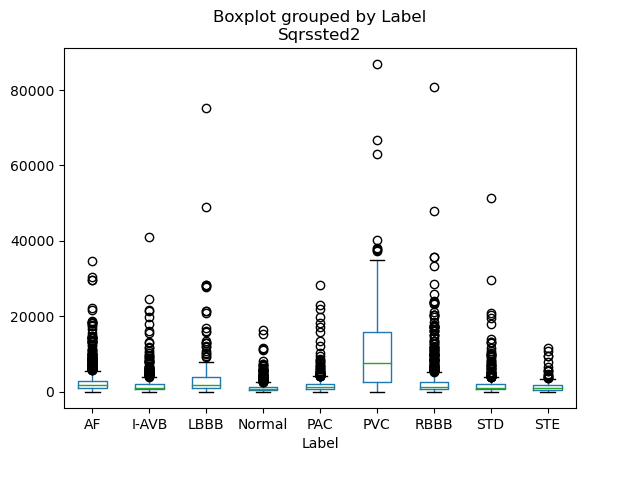 Boxplot grouped by Label
Sqrssted2
80000
60000
40000
20000
0
AF I-AVB LBBB Normal PAC PVC RBBB STD STE
Label